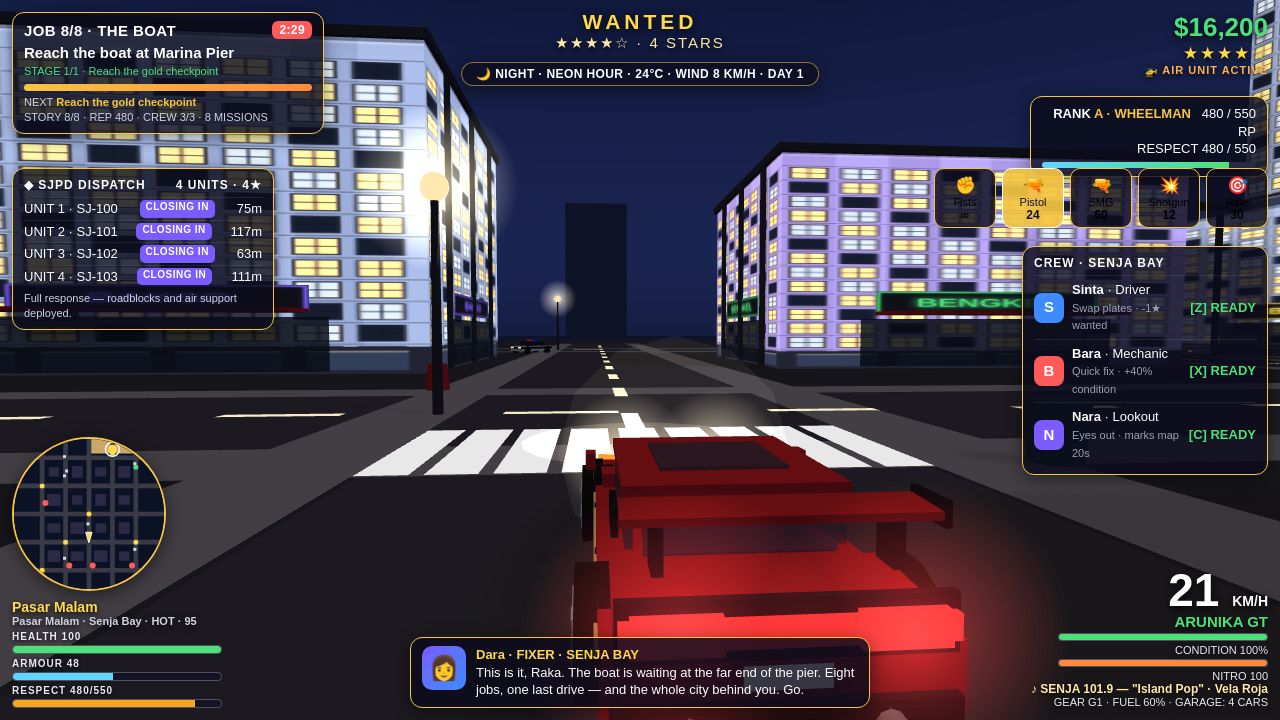 JOB 8/8 · THE BOAT 2:29
Reach the boat at Marina Pier
STAGE 1/1 · Reach the gold checkpoint
NEXT Reach the gold checkpoint
STORY 8/8 · REP 480 · CREW 3/3 · 8 MISSIONS
WANTED
★★★★☆ · 4 STARS
🌙 NIGHT · NEON HOUR · 24°C · WIND 8 KM/H · DAY 1
$16,200
★★★★
🚁 AIR UNIT ACTIVE
RANK A · WHEELMAN 480 / 550 RP
RESPECT 480 / 550
◆ SJPD DISPATCH 4 UNITS · 4★
UNIT 1 · SJ-100 CLOSING IN 75m
UNIT 2 · SJ-101 CLOSING IN 117m
UNIT 3 · SJ-102 CLOSING IN 63m
UNIT 4 · SJ-103 CLOSING IN 111m
Full response — roadblocks and air support
deployed.
Fists
∞
Pistol
24
SMG
60
Shotgun
12
30
CREW · SENJA BAY
S Sinta · Driver
Swap plates · -1★
wanted
[Z] READY
B Bara · Mechanic
Quick fix · +40%
condition
[X] READY
N Nara · Lookout
Eyes out · marks map
20s
[C] READY
BENGK
Pasar Malam
Pasar Malam · Senja Bay · HOT · 95
HEALTH 100
ARMOUR 48
RESPECT 480/550
Dara · FIXER · SENJA BAY
This is it, Raka. The boat is waiting at the far end of the pier. Eight
jobs, one last drive — and the whole city behind you. Go.
21 KM/H
ARUNIKA GT
CONDITION 100%
NITRO 100
♪ SENJA 101.9 — "Island Pop" · Vela Roja
GEAR G1 · FUEL 60% · GARAGE: 4 CARS